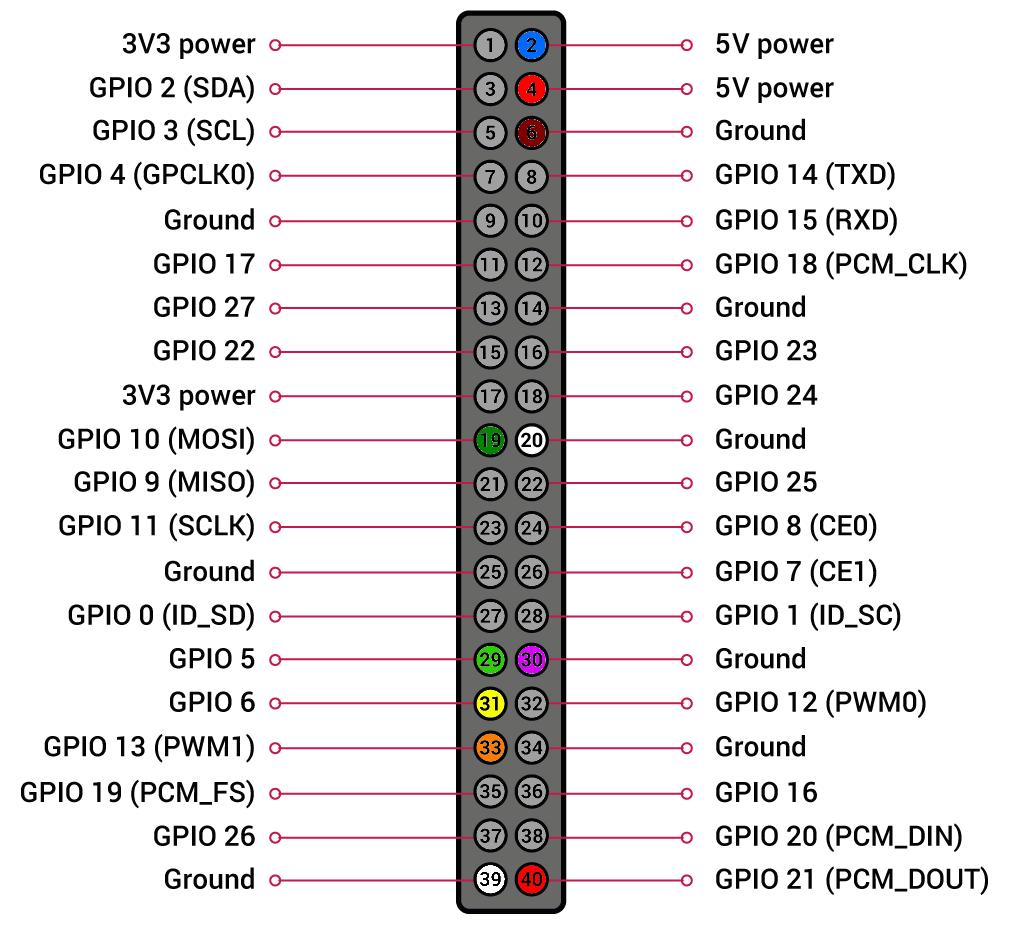 3V3 power 1 2 5V power
GPIO 2 (SDA) 3 4 5V power
GPIO 3 (SCL) 5 6 Ground
GPIO 4 (GPCLK0) 7 8 GPIO 14 (TXD)
Ground 9 10 GPIO 15 (RXD)
GPIO 17 11 12 GPIO 18 (PCM_CLK)
GPIO 27 13 14 Ground
GPIO 22 15 16 GPIO 23
3V3 power 17 18 GPIO 24
GPIO 10 (MOSI) 19 20 Ground
GPIO 9 (MISO) 21 22 GPIO 25
GPIO 11 (SCLK) 23 24 GPIO 8 (CE0)
Ground 25 26 GPIO 7 (CE1)
GPIO 0 (ID_SD) 27 28 GPIO 1 (ID_SC)
GPIO 5 29 30 Ground
GPIO 6 31 32 GPIO 12 (PWM0)
GPIO 13 (PWM1) 33 34 Ground
GPIO 19 (PCM_FS) 35 36 GPIO 16
GPIO 26 37 38 GPIO 20 (PCM_DIN)
Ground 39 40 GPIO 21 (PCM_DOUT)